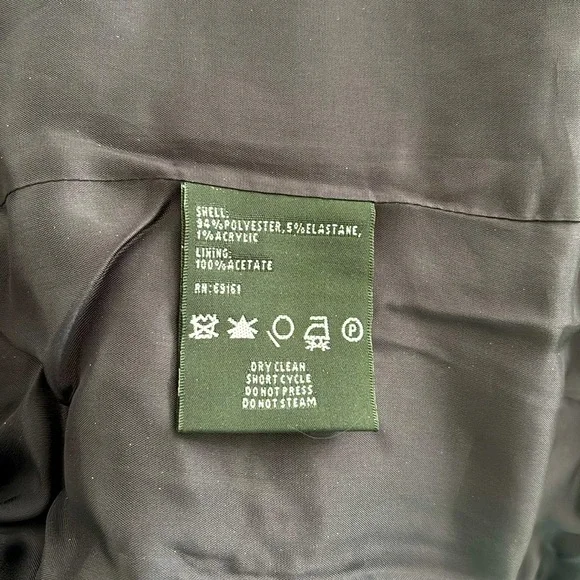 SHELL:
94%POLYESTER,5%ELASTANE,
1%ACRYLIC
LINING:
100%ACETATE
RN:69161
P
DRY CLEAN
SHORT CYCLE
DO NOT PRESS
DO NOT STEAM